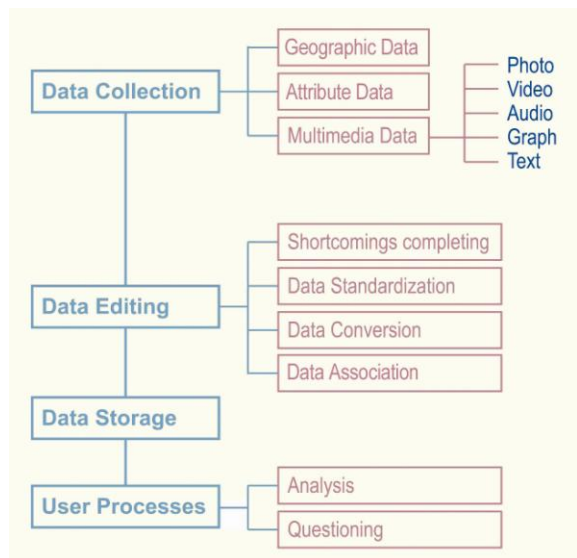 Data Collection
Geographic Data
Attribute Data
Multimedia Data
Photo
Video
Audio
Graph
Text
Data Editing
Shortcomings completing
Data Standardization
Data Conversion
Data Association
Data Storage
User Processes
Analysis
Questioning